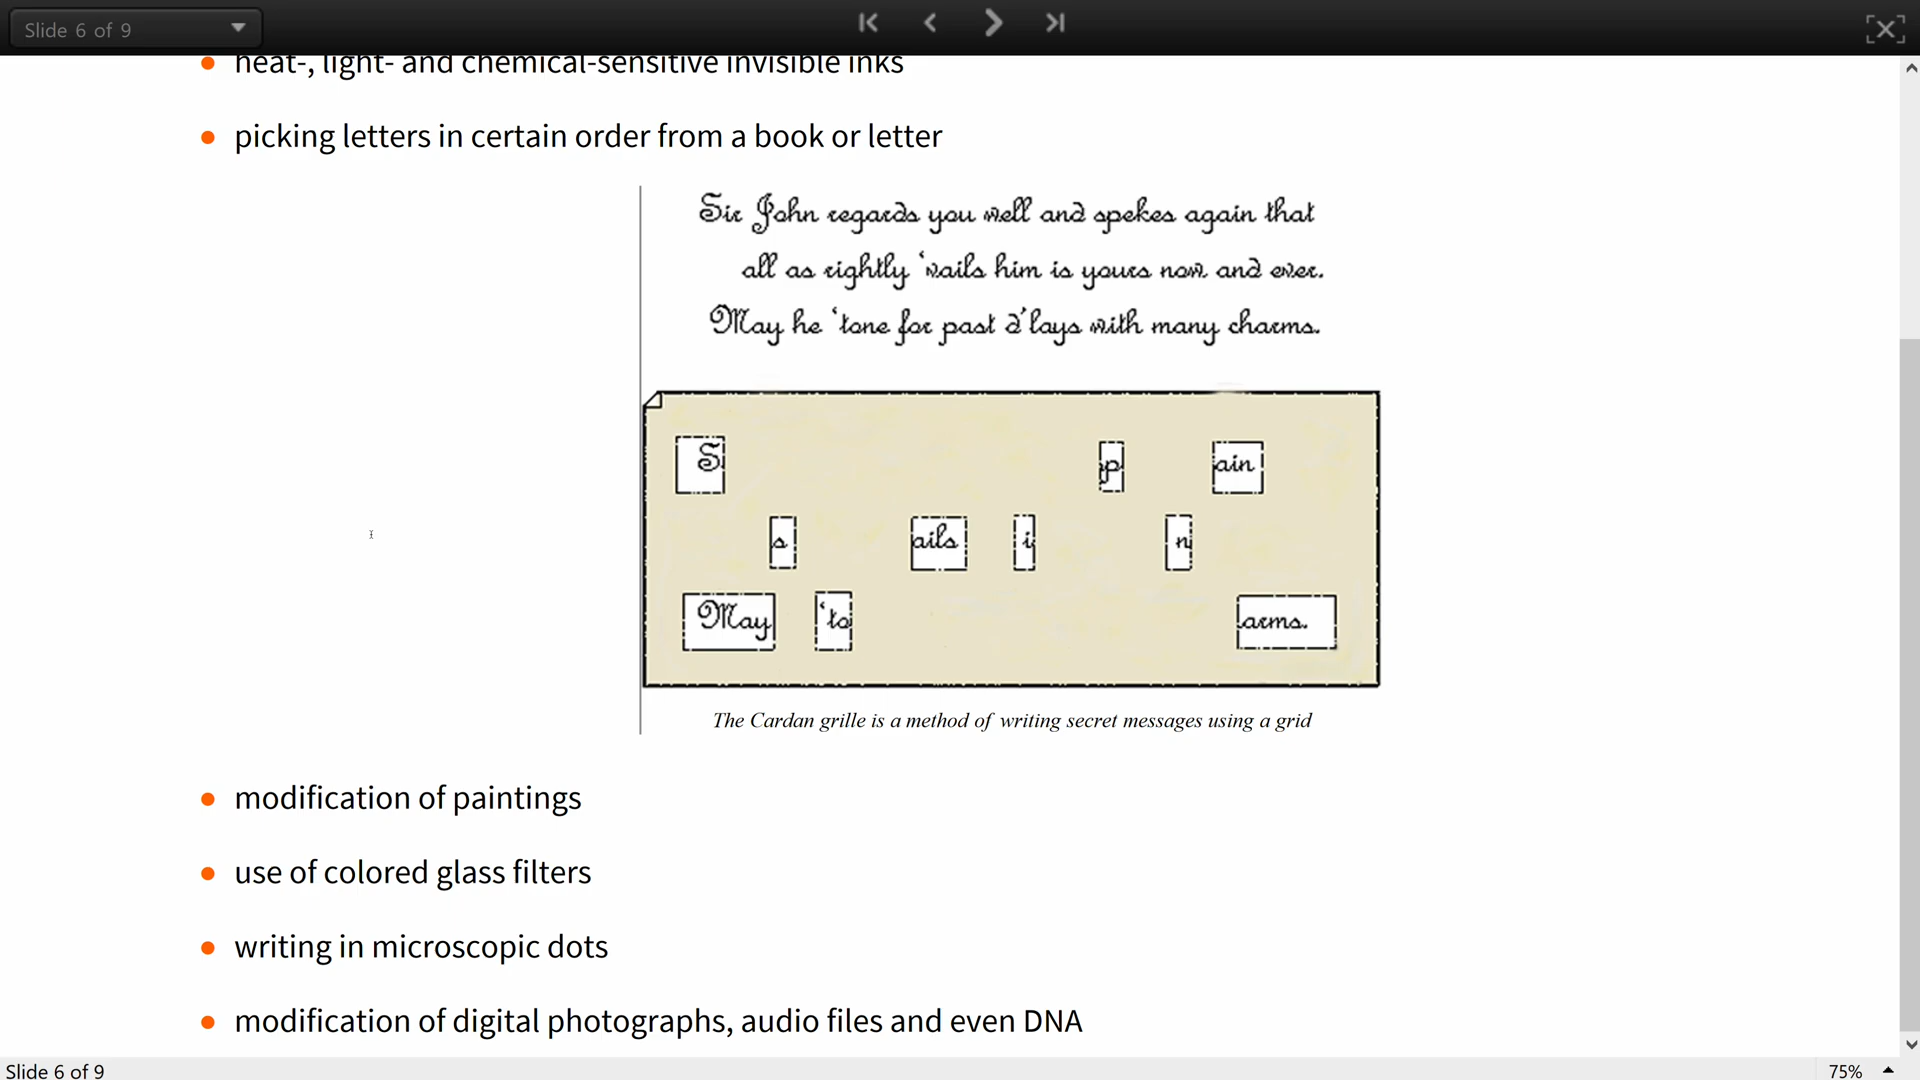 Slide 6 of 9
heat-, light- and chemical-sensitive invisible inks
picking letters in certain order from a book or letter
Sir John regards you well and spekes again that
all as rightly 'vails him is yours now and ever.
May he 'tone for past d'lays with many charms.
S p ain
s ails i n
May 'to arms.
The Cardan grille is a method of writing secret messages using a grid
modification of paintings
use of colored glass filters
writing in microscopic dots
modification of digital photographs, audio files and even DNA
Slide 6 of 9 75%